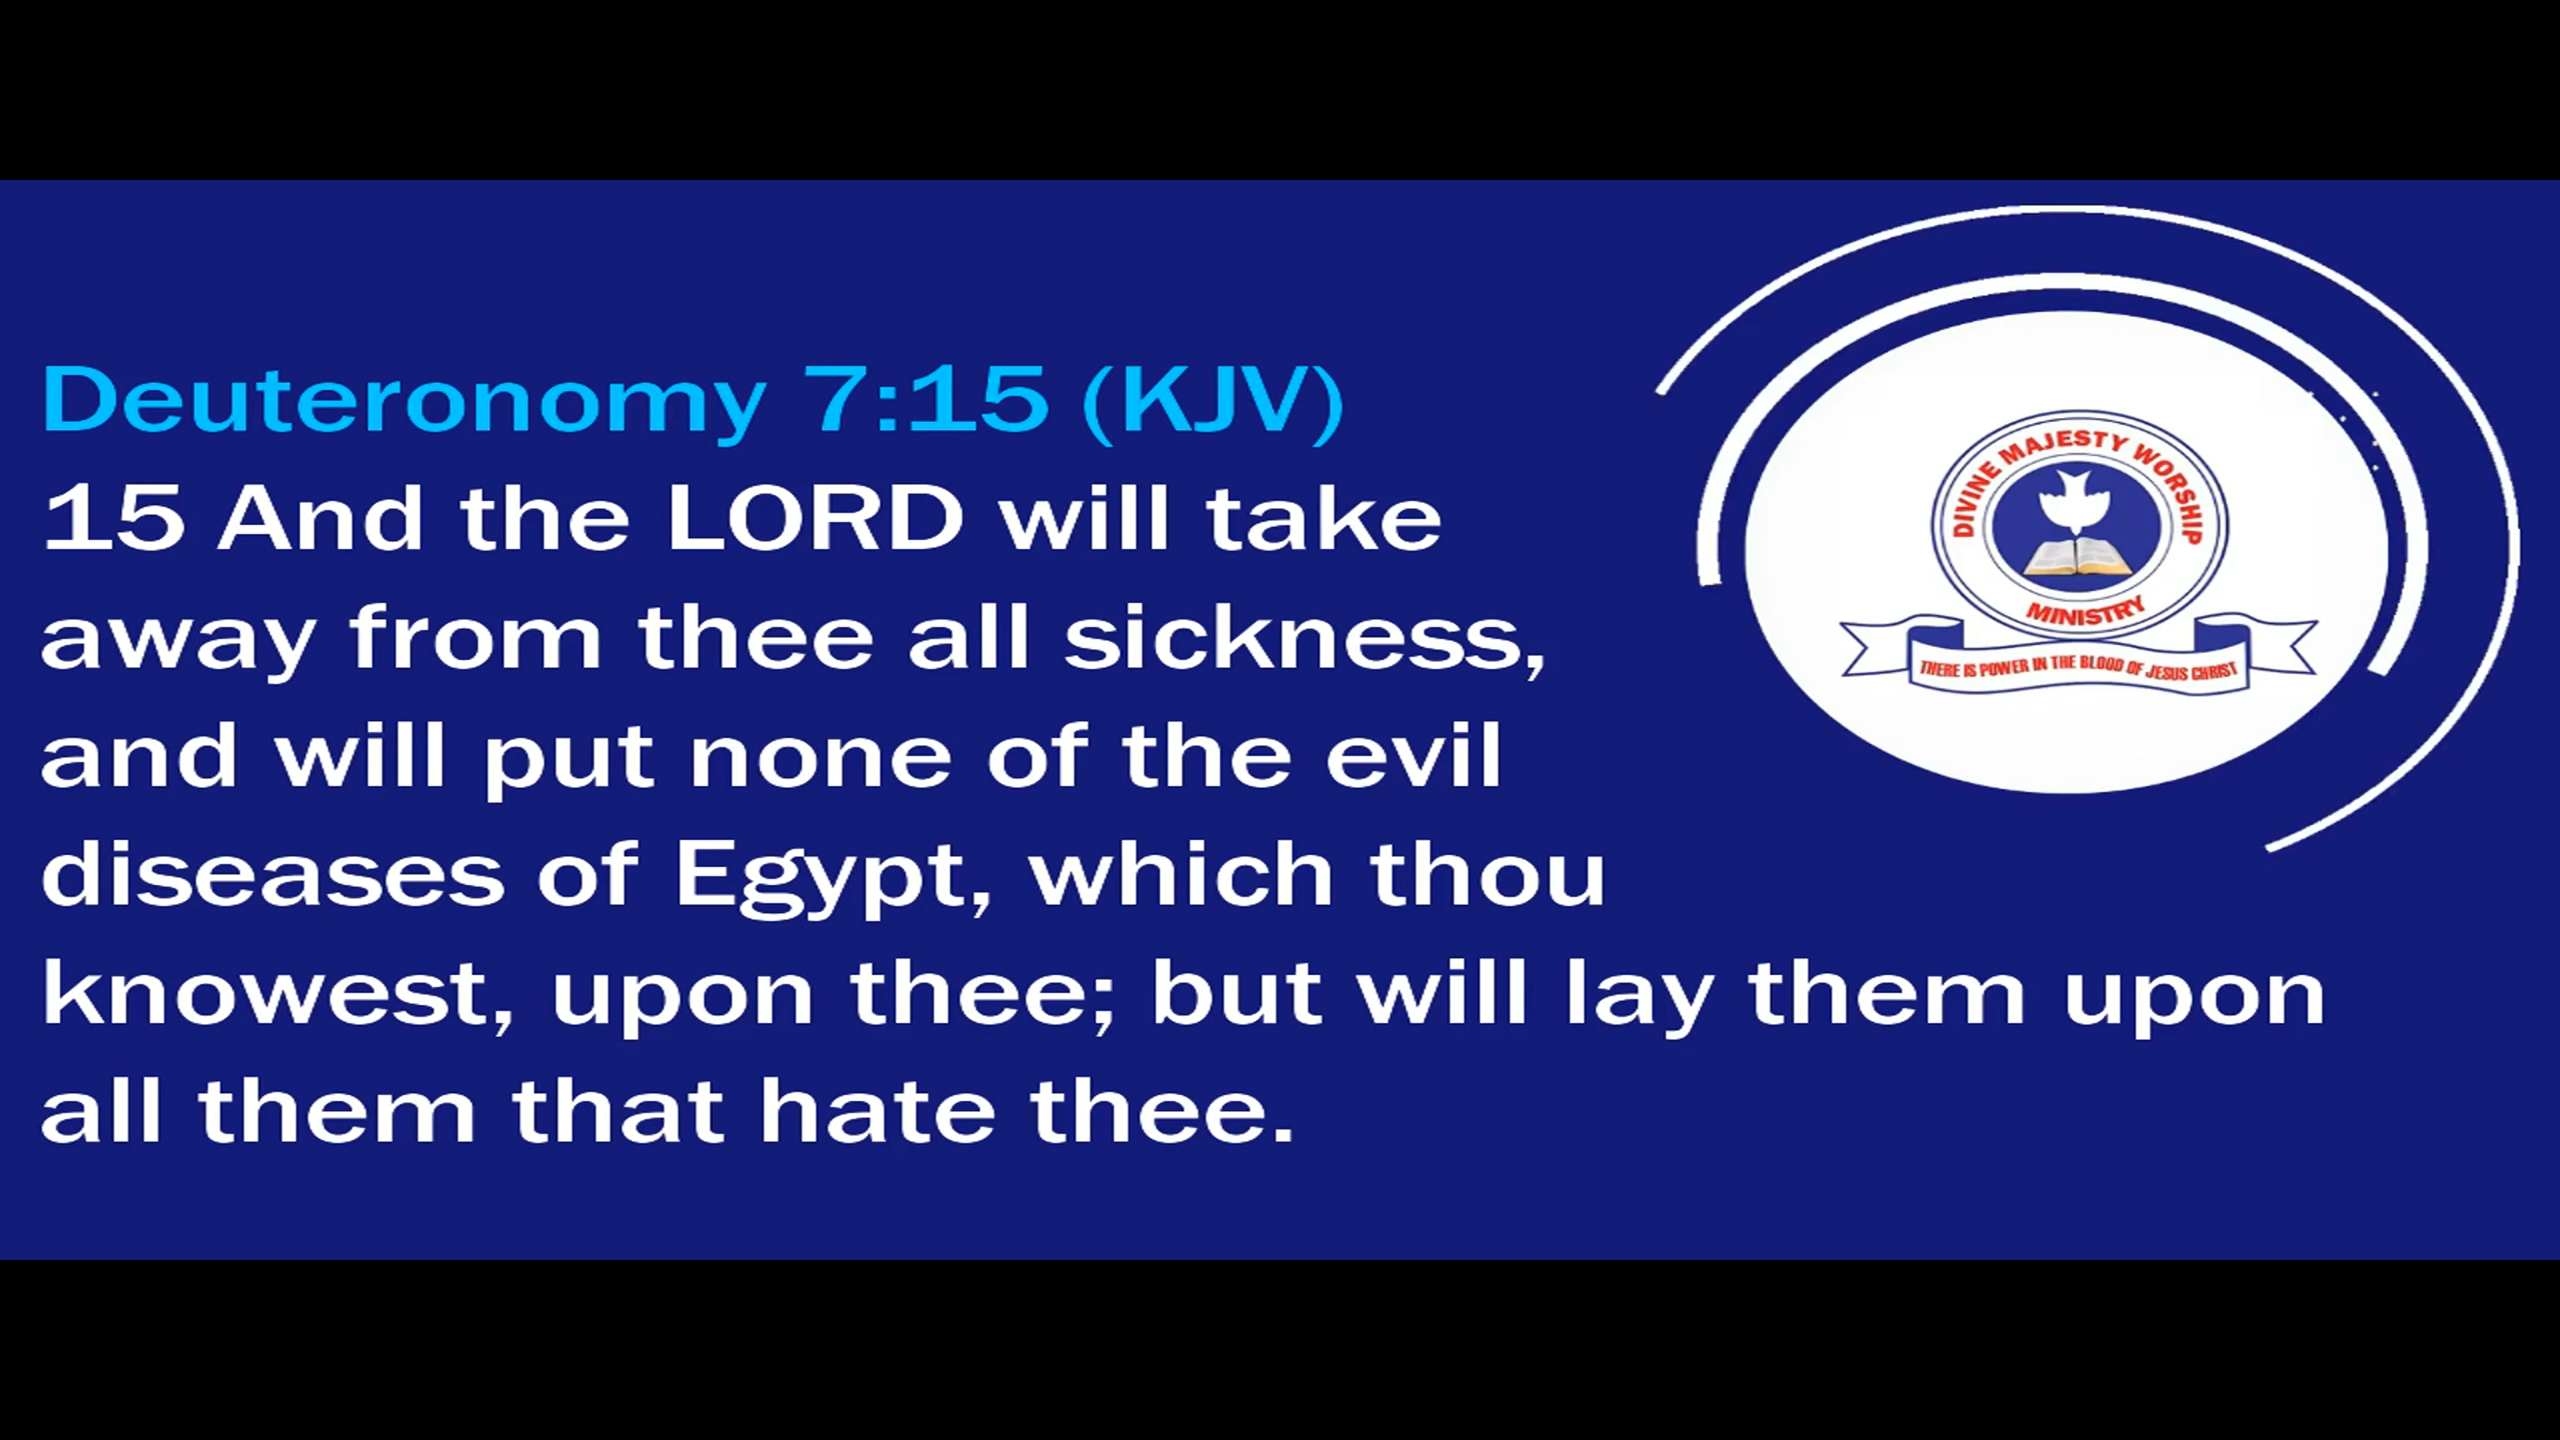 Deuteronomy 7:15 (KJV)
15 And the LORD will take
away from thee all sickness,
and will put none of the evil
diseases of Egypt, which thou
knowest, upon thee; but will lay them upon
all them that hate thee.
DIVINE MAJESTY WORSHIP
MINISTRY
THERE IS POWER IN THE BLOOD OF JESUS CHRIST